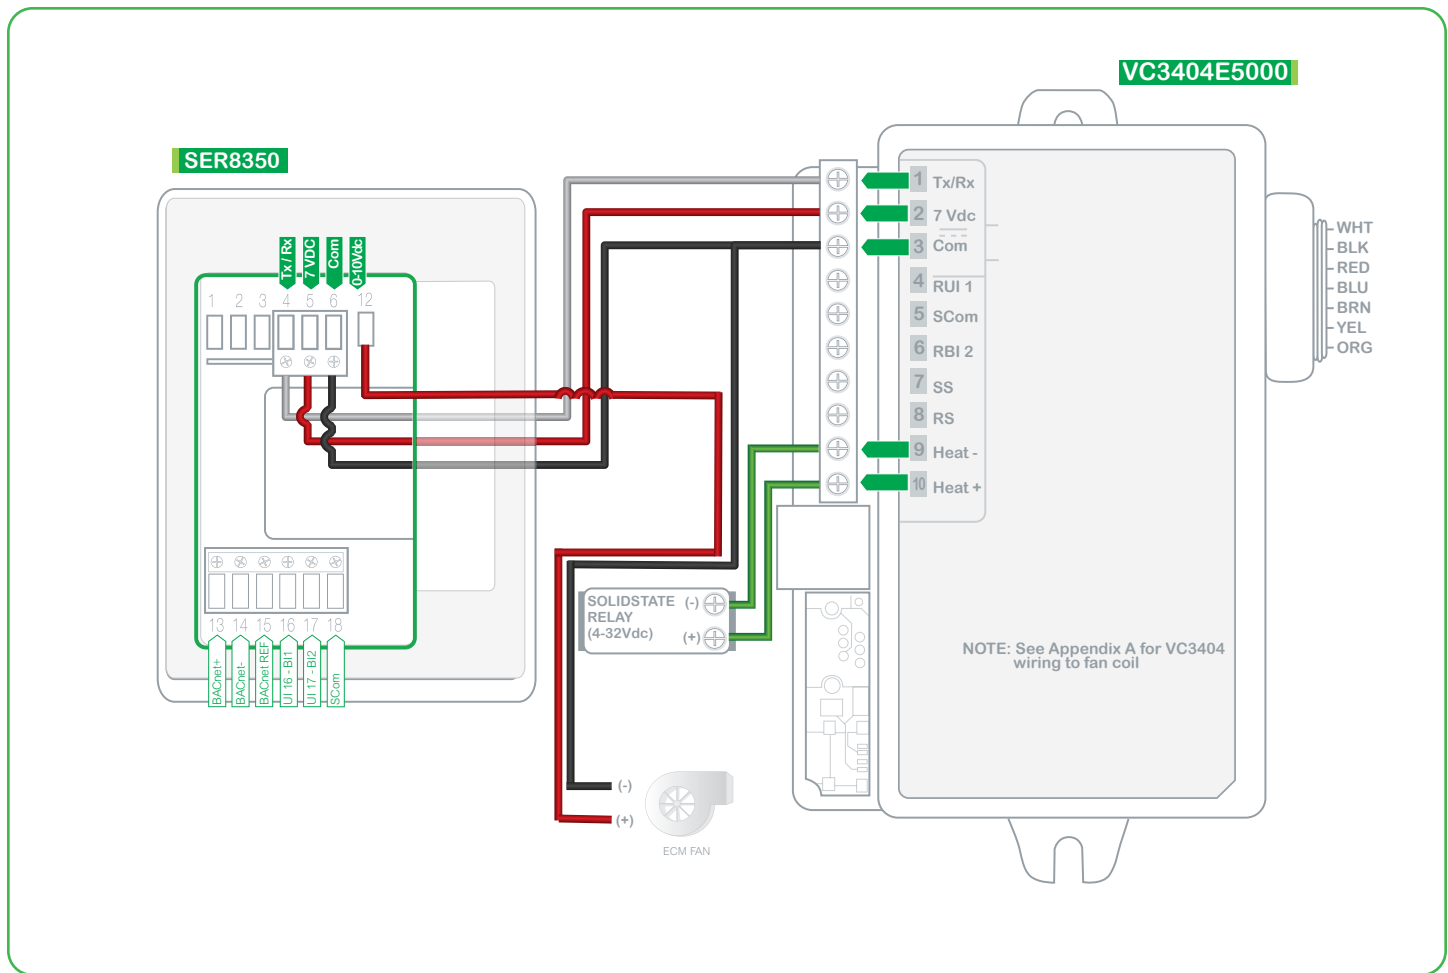 VC3404E5000
SER8350
Tx / Rx
7 VDC
Com
0-10Vdc
1 2 3 4 5 6 12
13 14 15 16 17 18
BACnet+
BACnet-
BACnet REF
UI 16 - BI1
UI 17 - BI2
SCom
1 Tx/Rx
2 7 Vdc
3 Com
4 RUI 1
5 SCom
6 RBI 2
7 SS
8 RS
9 Heat -
10 Heat +
WHT
BLK
RED
BLU
BRN
YEL
ORG
SOLIDSTATE (-)
RELAY
(4-32Vdc) (+)
NOTE: See Appendix A for VC3404
wiring to fan coil
(-)
(+)
ECM FAN